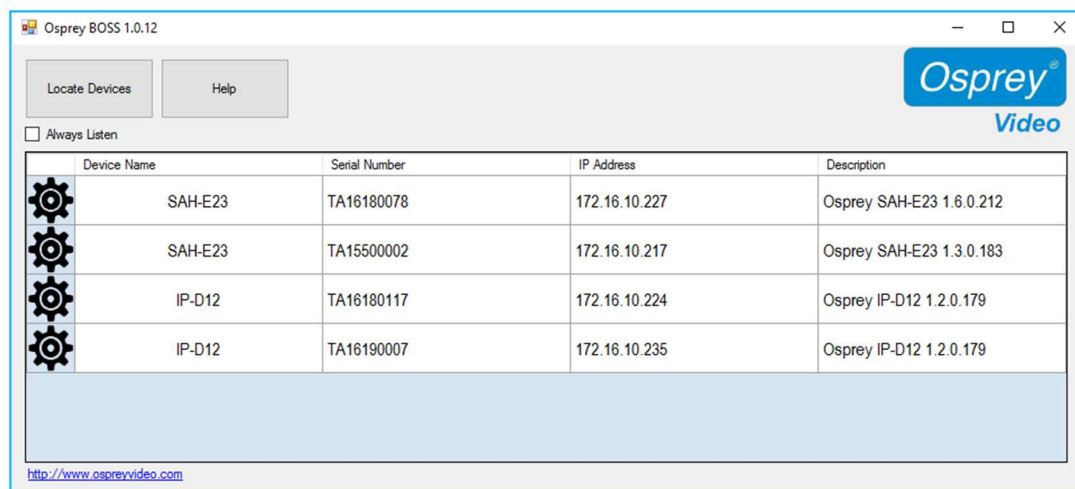 Osprey BOSS 1.0.12
Locate Devices Help
Osprey®
Video
Always Listen
Device Name Serial Number IP Address Description
SAH-E23 TA16180078 172.16.10.227 Osprey SAH-E23 1.6.0.212
SAH-E23 TA15500002 172.16.10.217 Osprey SAH-E23 1.3.0.183
IP-D12 TA16180117 172.16.10.224 Osprey IP-D12 1.2.0.179
IP-D12 TA16190007 172.16.10.235 Osprey IP-D12 1.2.0.179
http://www.ospreyvideo.com